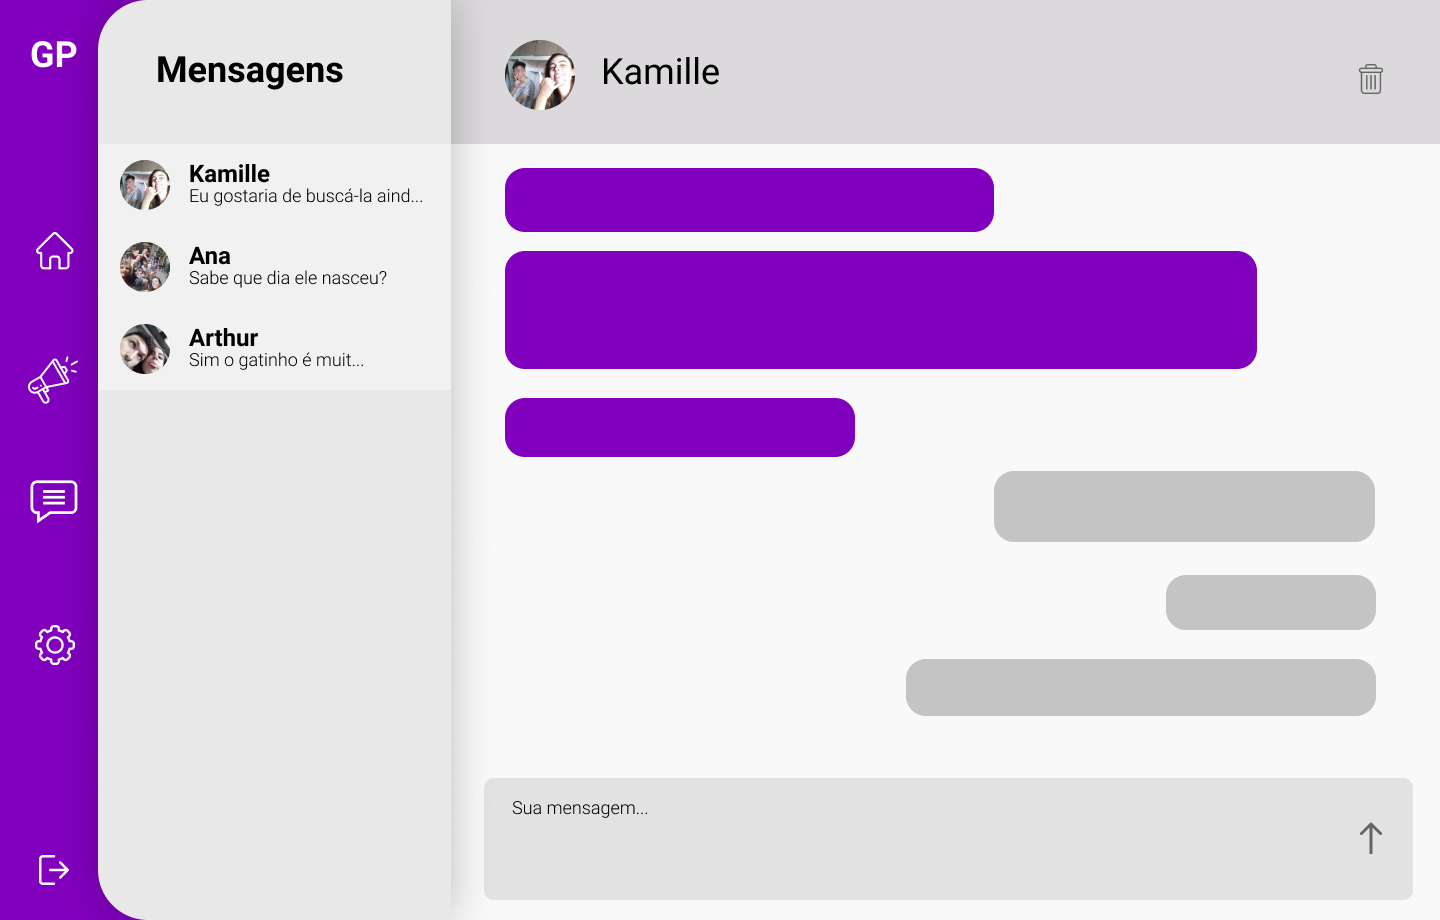 GP
Mensagens
Kamille
Eu gostaria de buscá-la aind...
Ana
Sabe que dia ele nasceu?
Arthur
Sim o gatinho é muit...
Kamille
Sua mensagem...